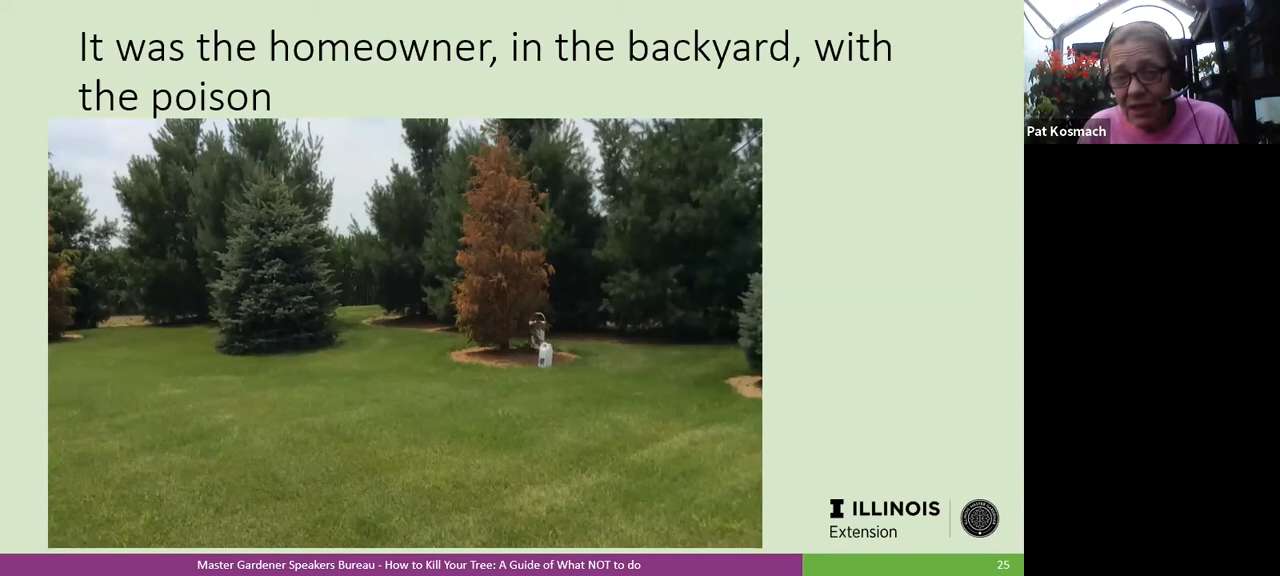 It was the homeowner, in the backyard, with
the poison
Pat Kosmach
ILLINOIS
Extension
Master Gardener Speakers Bureau - How to Kill Your Tree: A Guide of What NOT to do
25